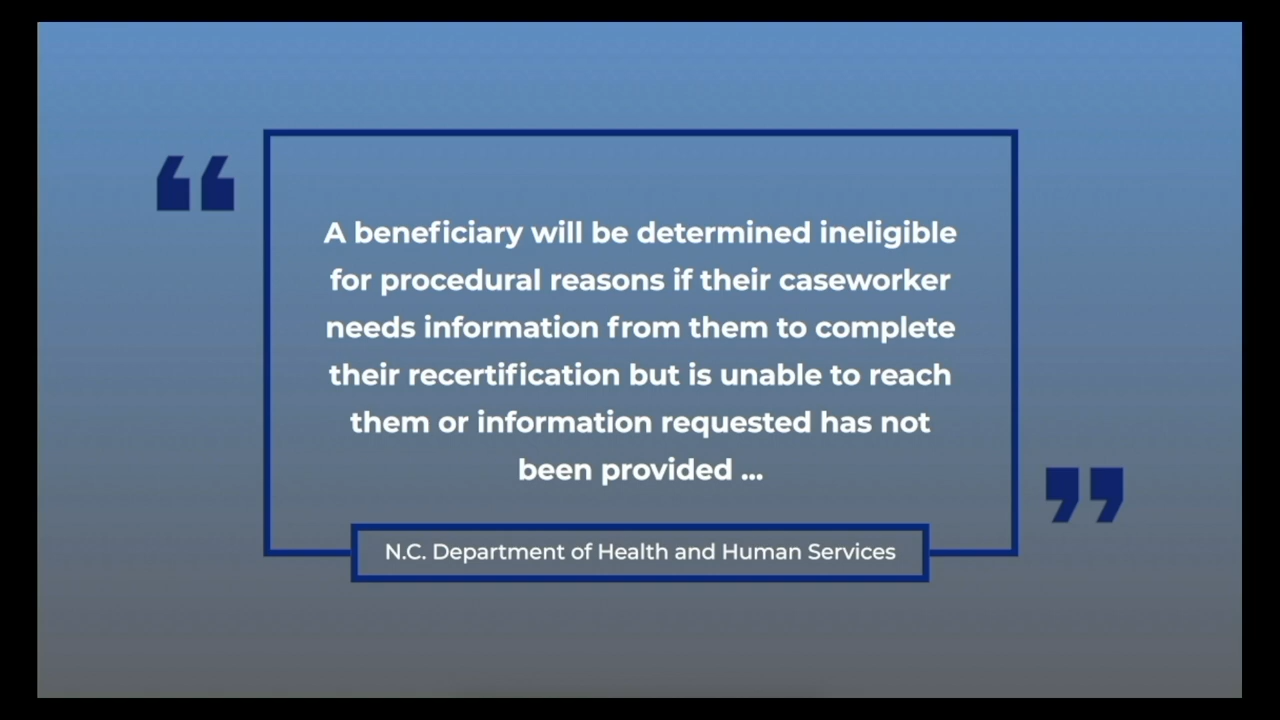 A beneficiary will be determined ineligible
for procedural reasons if their caseworker
needs information from them to complete
their recertification but is unable to reach
them or information requested has not
been provided ...
N.C. Department of Health and Human Services